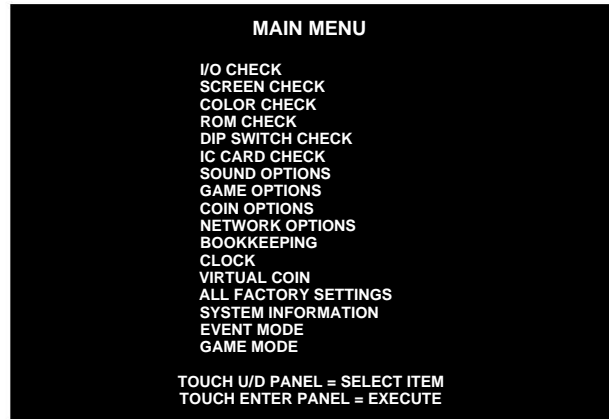 MAIN MENU
I/O CHECK
SCREEN CHECK
COLOR CHECK
ROM CHECK
DIP SWITCH CHECK
IC CARD CHECK
SOUND OPTIONS
GAME OPTIONS
COIN OPTIONS
NETWORK OPTIONS
BOOKKEEPING
CLOCK
VIRTUAL COIN
ALL FACTORY SETTINGS
SYSTEM INFORMATION
EVENT MODE
GAME MODE
TOUCH U/D PANEL = SELECT ITEM
TOUCH ENTER PANEL = EXECUTE